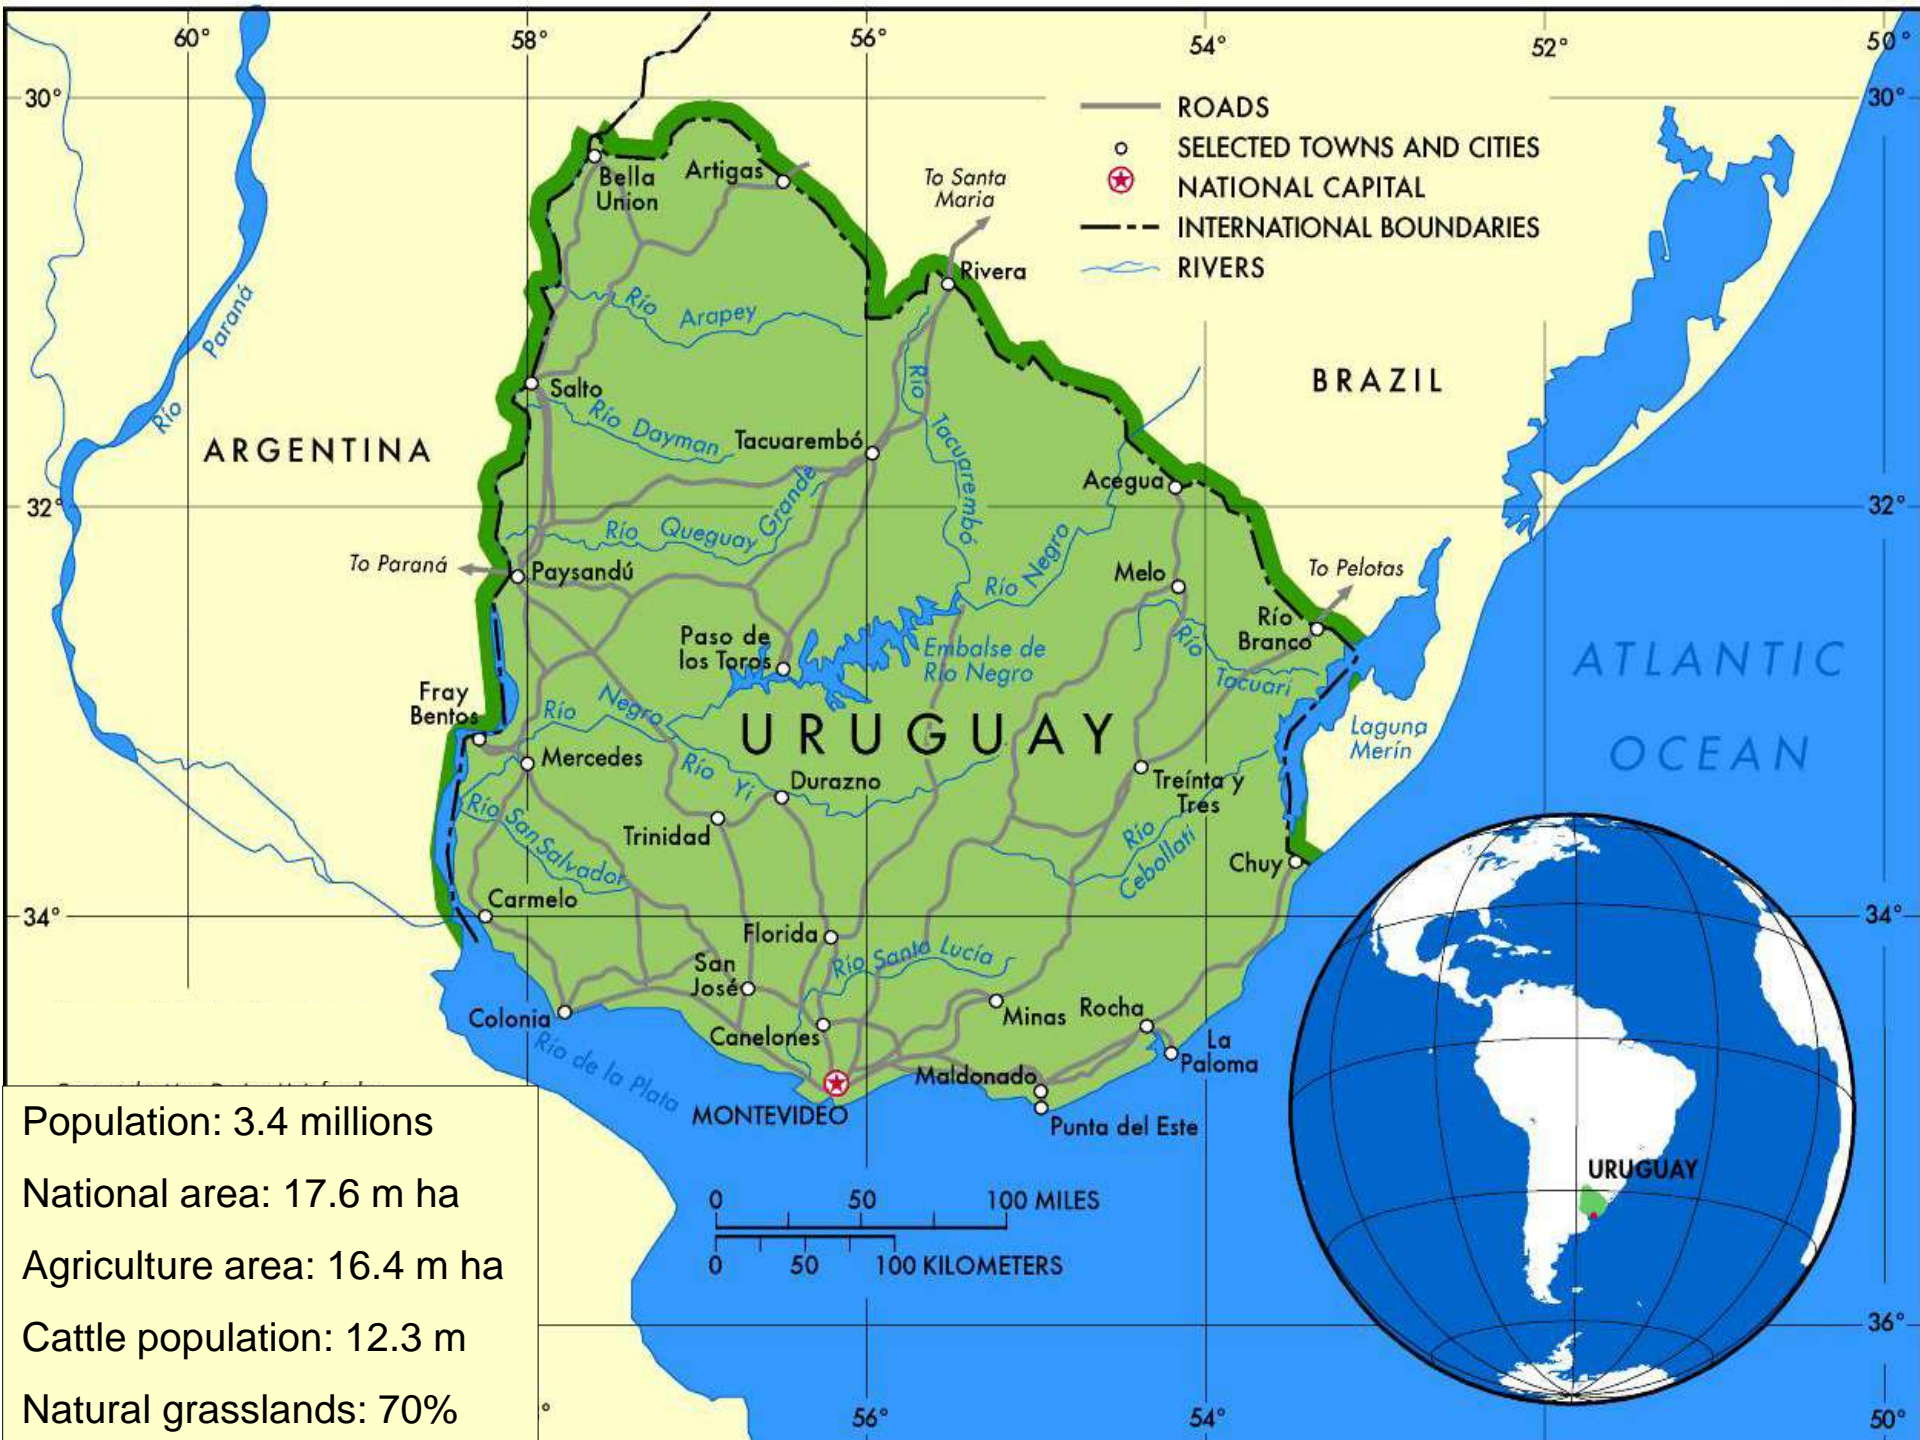 60°
58°
56°
54°
52°
50°
30°
30°
ROADS
SELECTED TOWNS AND CITIES
NATIONAL CAPITAL
INTERNATIONAL BOUNDARIES
RIVERS
Bella
Union
Artigas
To Santa
Maria
Rivera
Río Paraná
Río Arapey
BRAZIL
ARGENTINA
Salto
Río Dayman
Tacuarembó
Río Tacuarembó
Acegua
32°
32°
Río Queguay Grande
To Paraná
Paysandú
Río Negro
Melo
To Pelotas
Río
Branco
Paso de
los Toros
Embalse de
Río Negro
Río Tacuarí
ATLANTIC
OCEAN
Fray
Bentos
Río Negro
URUGUAY
Laguna
Merín
Mercedes
Río Yi
Durazno
Treínta y
Tres
Río San Salvador
Trinidad
Río Cebollatí
Chuy
Carmelo
34°
34°
Florida
Río Santa Lucía
San
José
Colonia
Canelones
Minas
Rocha
La
Paloma
Río de la Plata
Maldonado
MONTEVIDEO
Punta del Este
URUGUAY
0 50 100 MILES
0 50 100 KILOMETERS
Population: 3.4 millions
National area: 17.6 m ha
Agriculture area: 16.4 m ha
Cattle population: 12.3 m
Natural grasslands: 70%
36°
56°
54°
50°